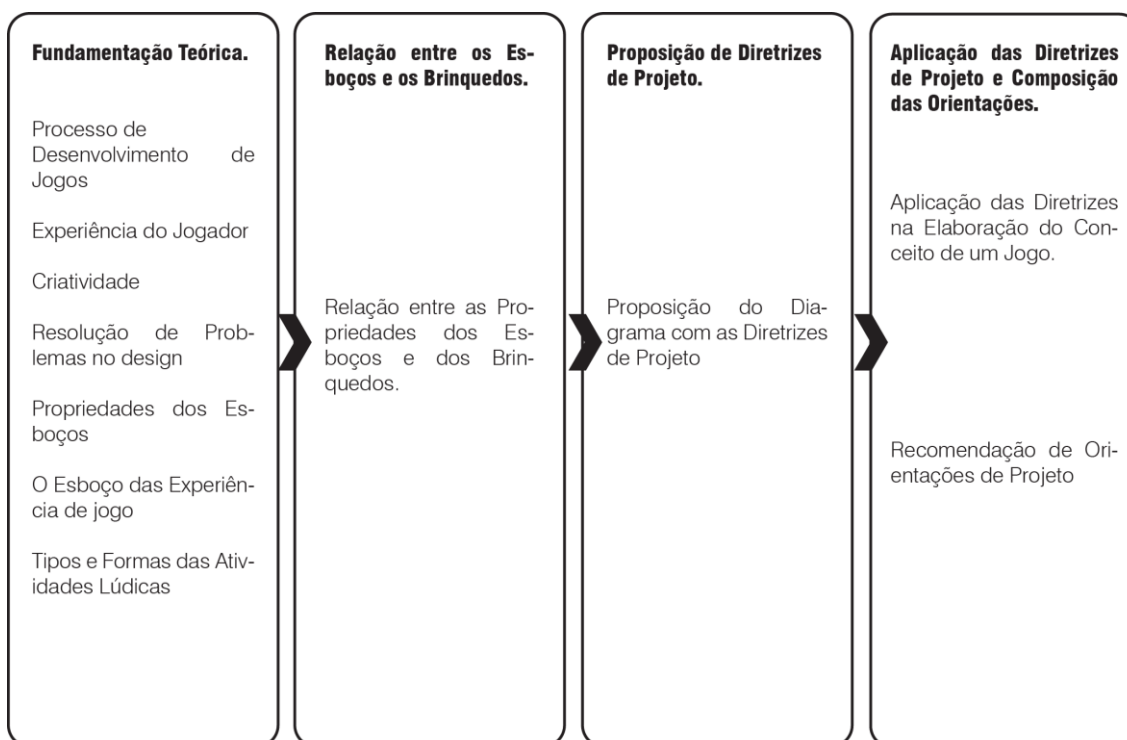 Fundamentação Teórica.
Processo de
Desenvolvimento de
Jogos
Experiência do Jogador
Criatividade
Resolução de Prob-
lemas no design
Propriedades dos Es-
boços
O Esboço das Experiên-
cia de jogo
Tipos e Formas das Ativ-
idades Lúdicas
Relação entre os Es-
boços e os Brinquedos.
Relação entre as Pro-
priedades dos Es-
boços e dos Brin-
quedos.
Proposição de Diretrizes
de Projeto.
Proposição do Dia-
grama com as Diretrizes
de Projeto
Aplicação das Diretrizes
de Projeto e Composição
das Orientações.
Aplicação das Diretrizes
na Elaboração do Con-
ceito de um Jogo.
Recomendação de Ori-
entações de Projeto